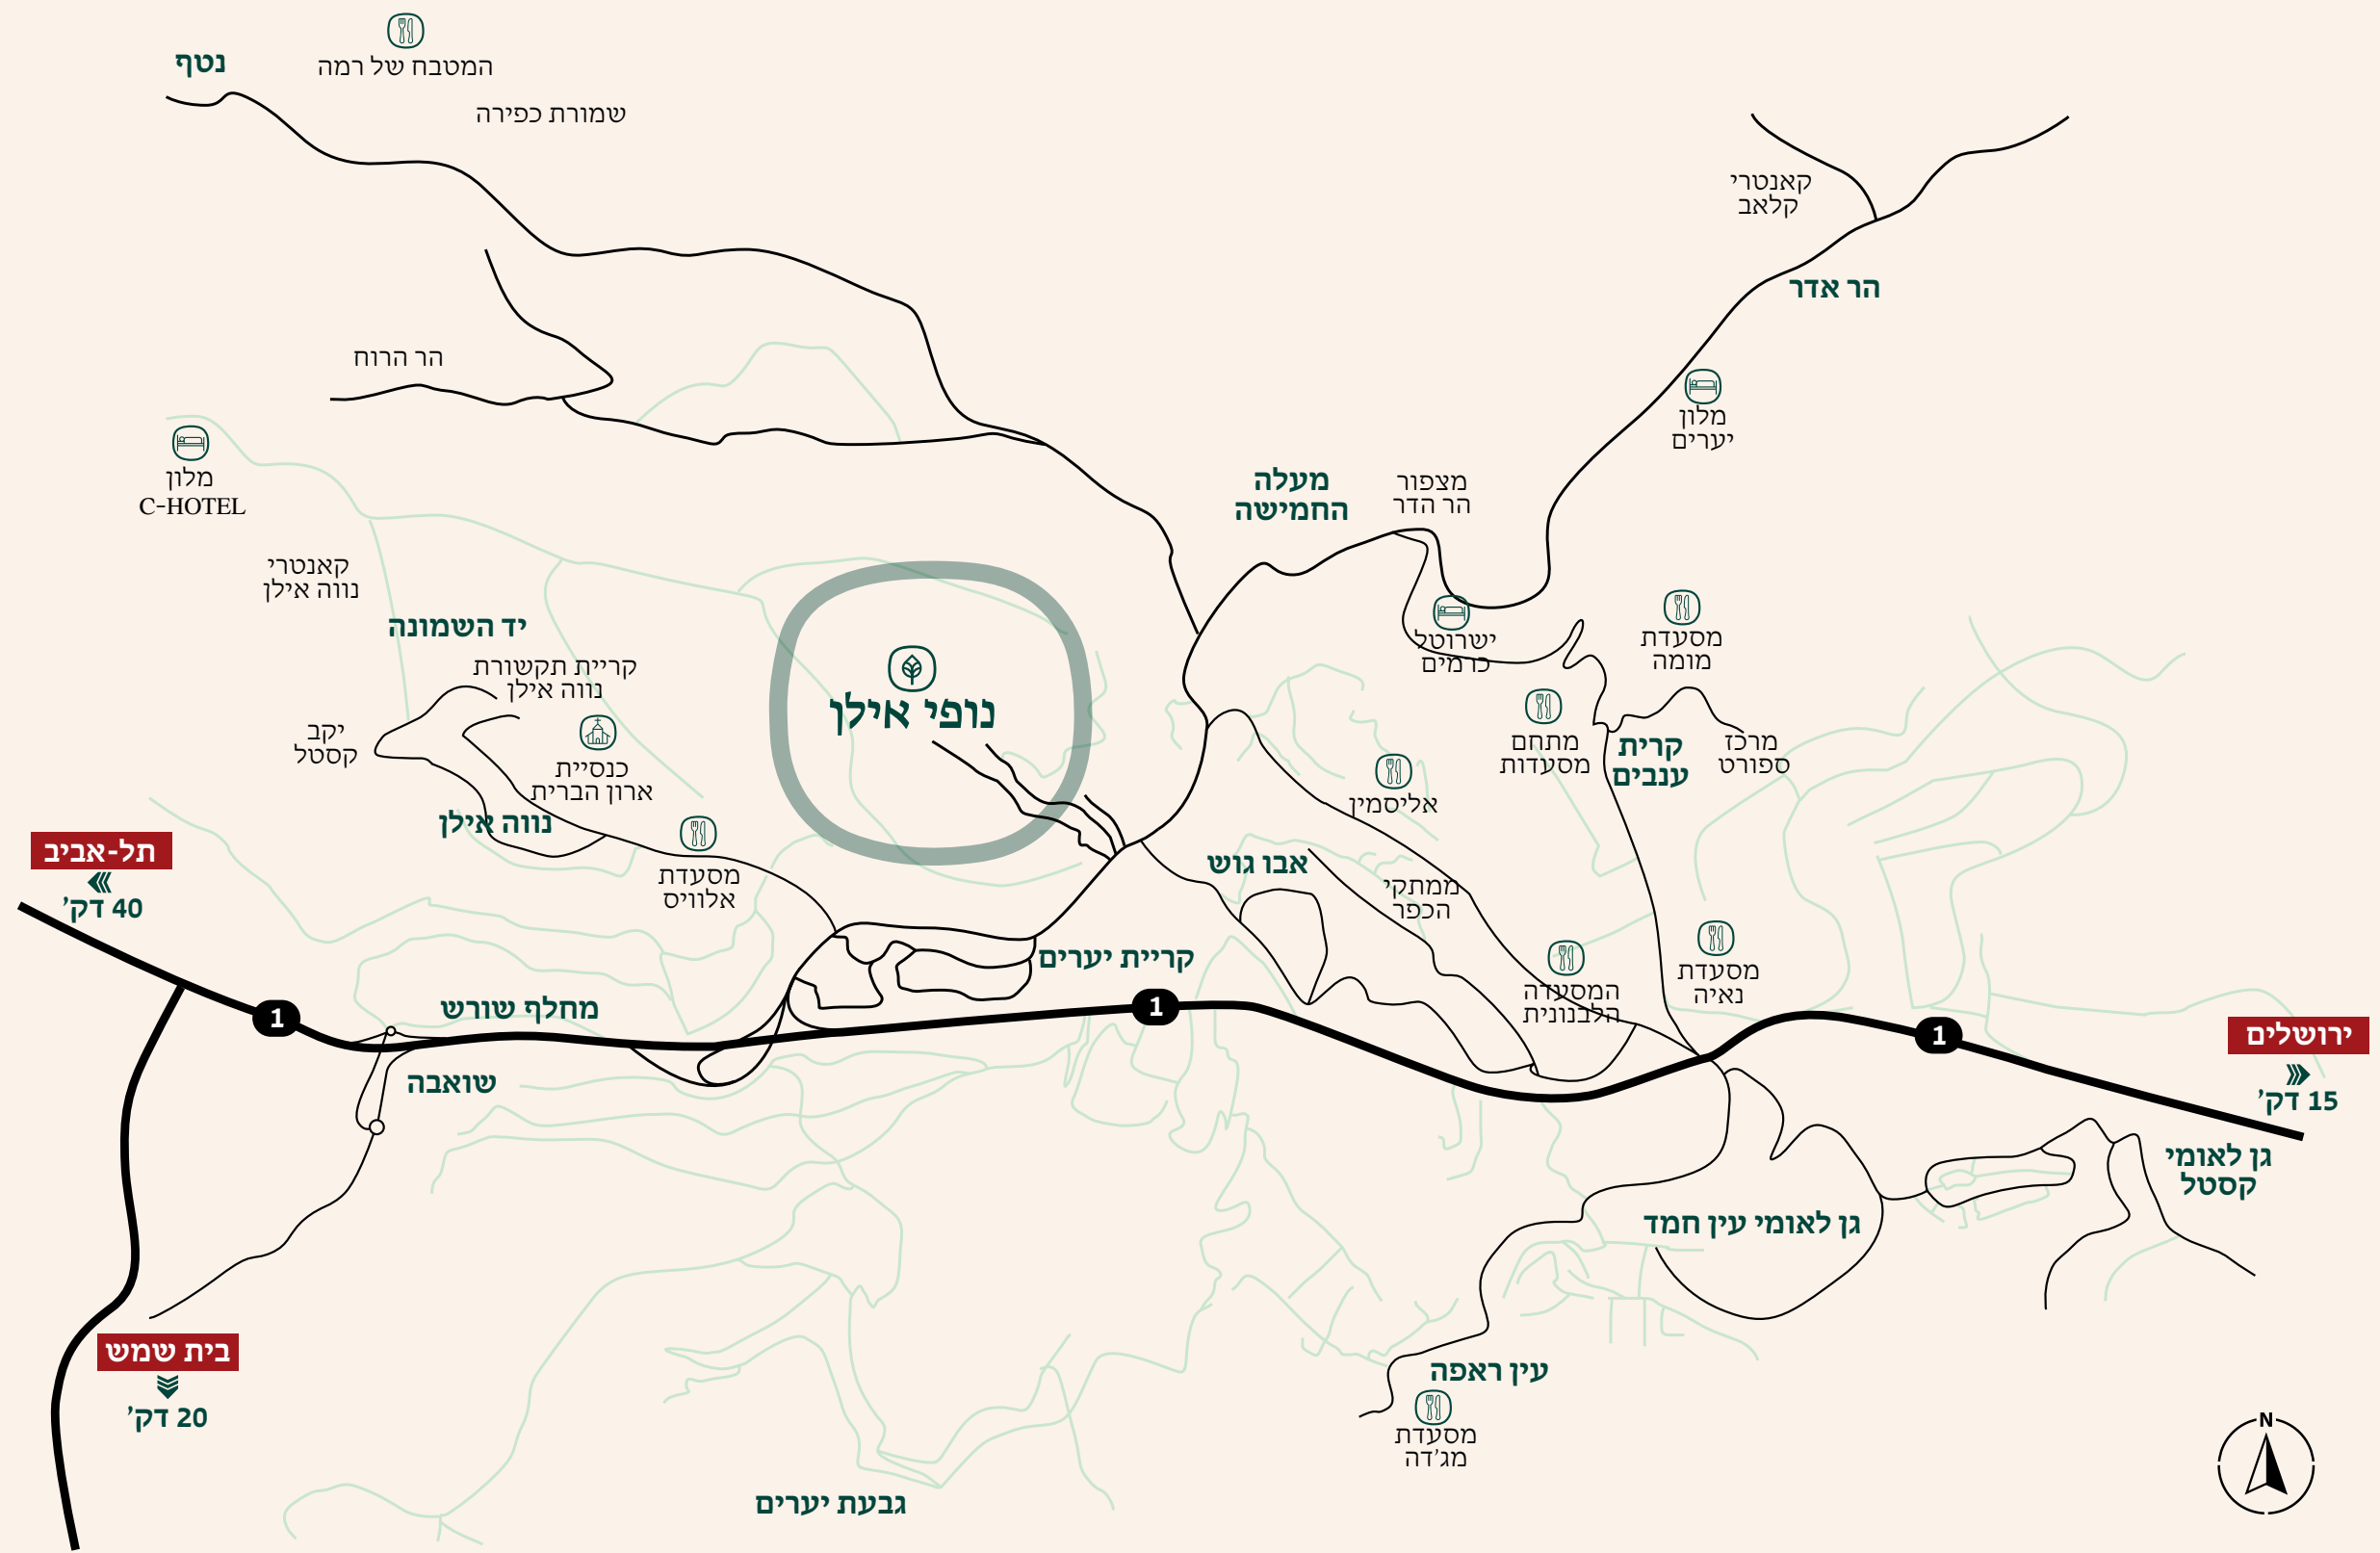 נטף
המטבח של רמה
שמורת כפירה
קאנטרי
קלאב
הר אדר
הר הרוח
מלון
יערים
מלון
C-HOTEL
מעלה
החמישה
מצפור
הר הדר
קאנטרי
נווה אילן
יד השמונה
קריית תקשורת
נווה אילן
ישרוטל
כרמים
מסעדת
מומה
נופי אילן
יקב
קסטל
כנסיית
ארון הברית
מתחם
מסעדות
קרית
ענבים
מרכז
ספורט
אליסמין
נווה אילן
תל-אביב
40 דק'
מסעדת
אלוויס
אבו גוש
ממתקי
הכפר
קריית יערים
מסעדת
נאיה
המסעדה
הלבנונית
מחלף שורש
1
1
1
ירושלים
15 דק'
שואבה
גן לאומי
קסטל
גן לאומי עין חמד
בית שמש
20 דק'
עין ראפה
מסעדת
מג'דה
גבעת יערים
N